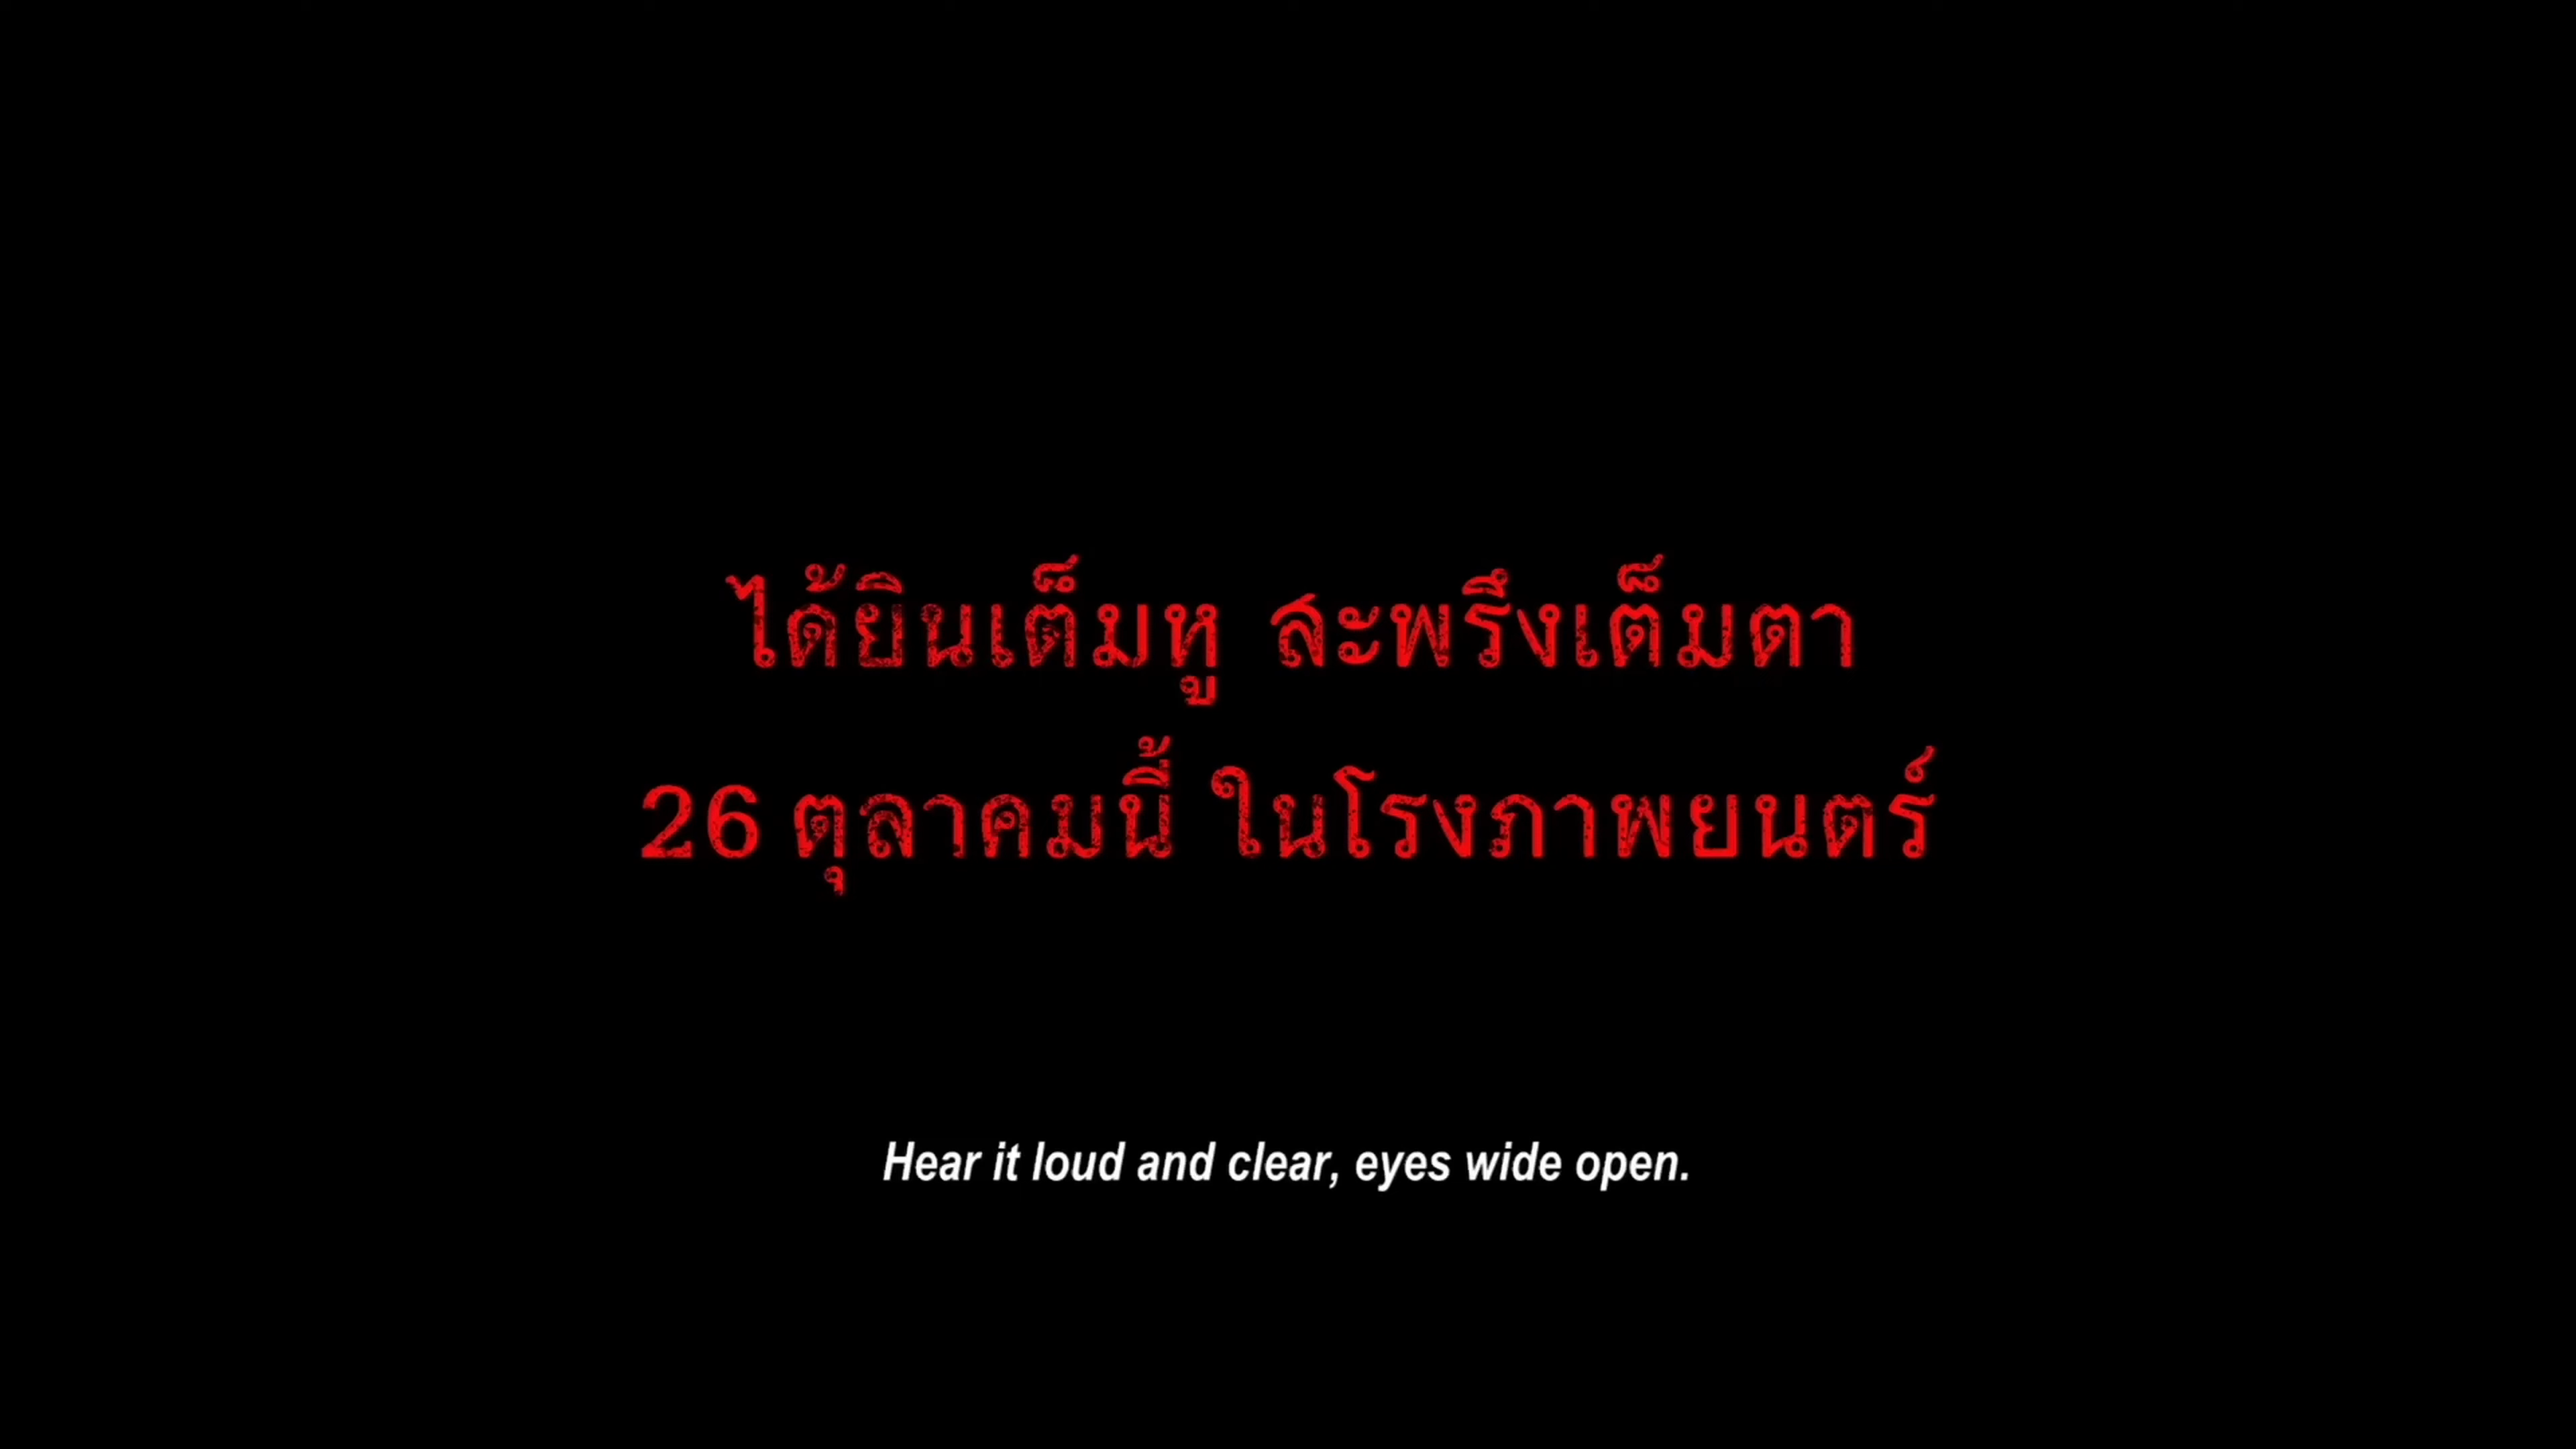 ได้ยินเต็มหู สะพรึงเต็มตา
26 ตุลาคมนี้ ในโรงภาพยนตร์
Hear it loud and clear, eyes wide open.